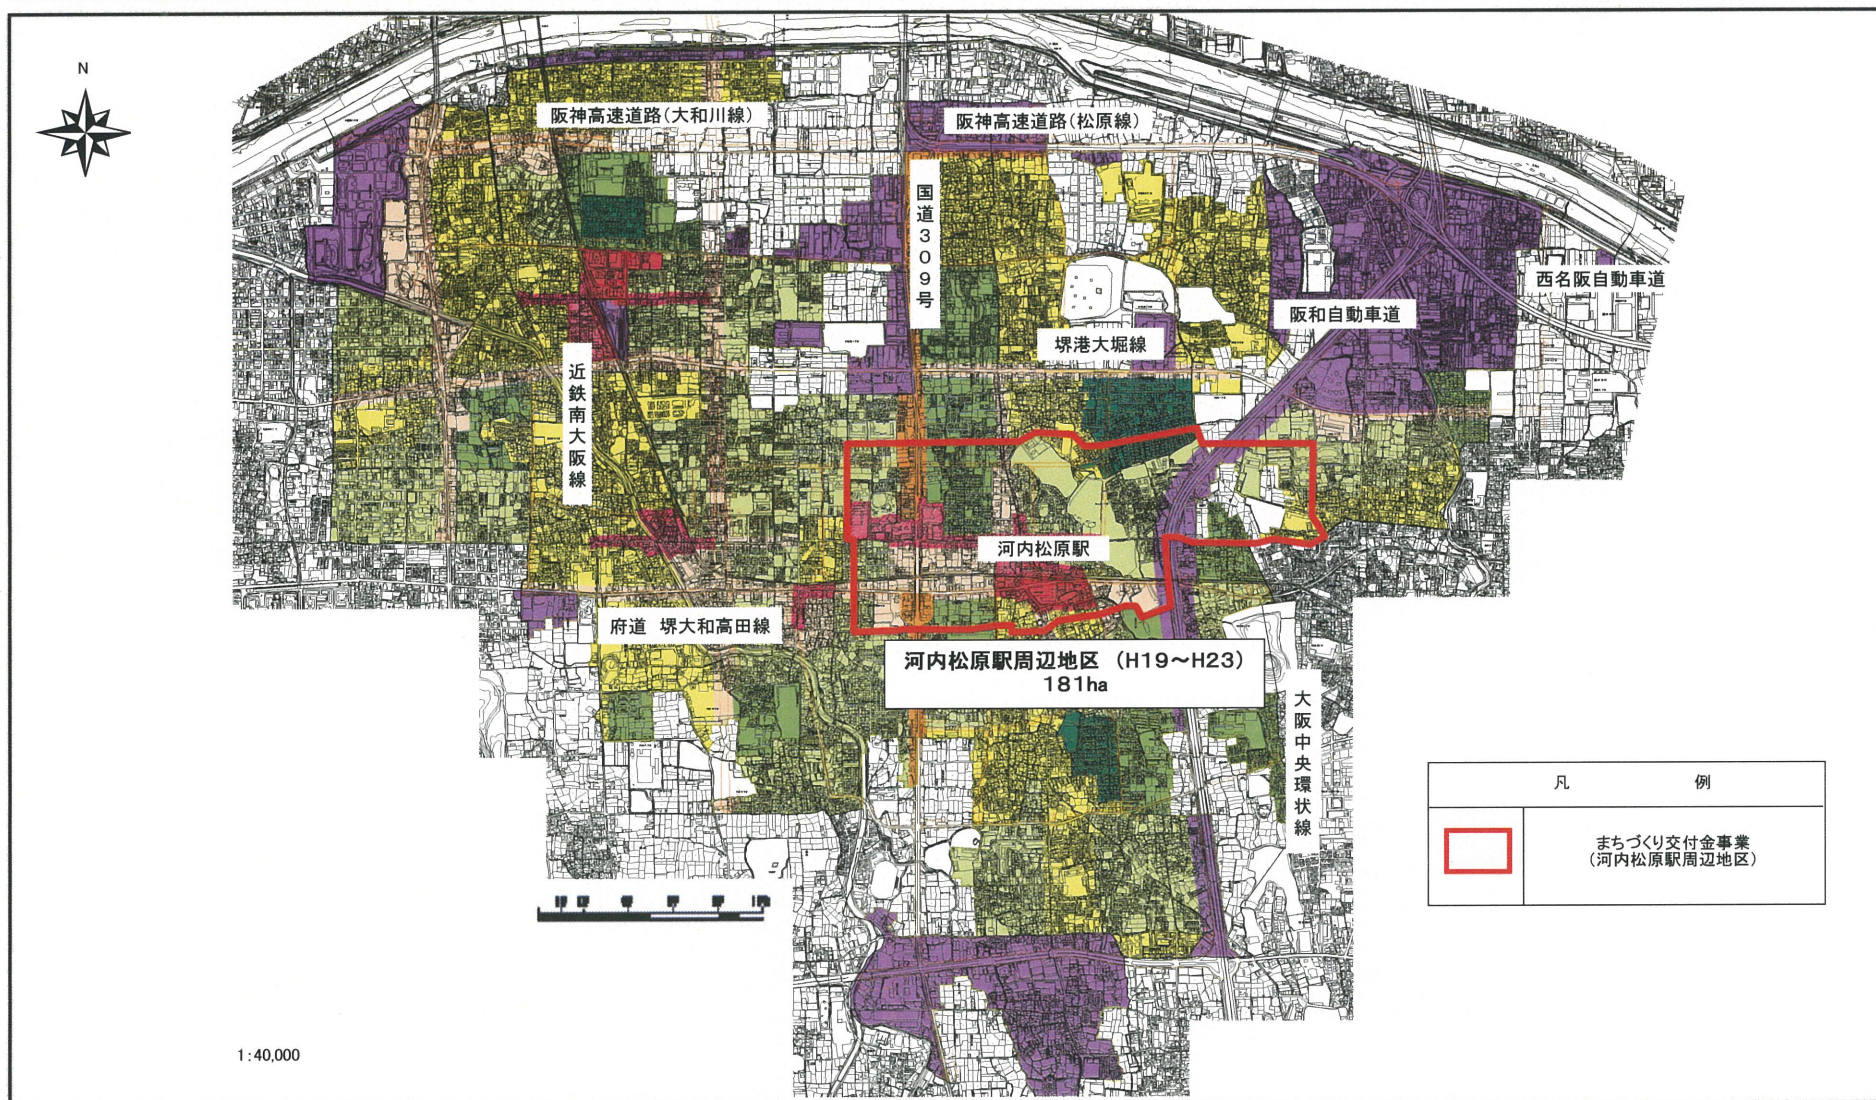 N
阪神高速道路(大和川線)
阪神高速道路(松原線)
国道309号
西名阪自動車道
阪和自動車道
堺港大堀線
近鉄南大阪線
河内松原駅
府道 堺大和高田線
河内松原駅周辺地区 (H19～H23)
181ha
大阪中央環状線
凡 例
まちづくり交付金事業
(河内松原駅周辺地区)
1:40,000